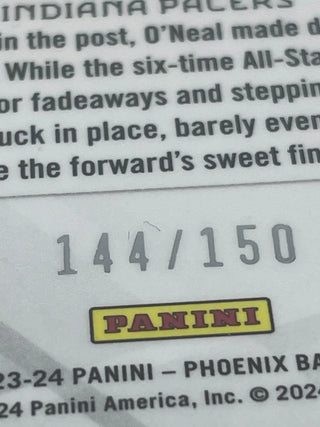 INDIANA PACERS
in the post, O'Neal made d
While the six-time All-Sta
or fadeaways and steppin
uck in place, barely even
e the forward's sweet fin
144/150
PANINI
23-24 PANINI – PHOENIX BA
24 Panini America, Inc. © 2024